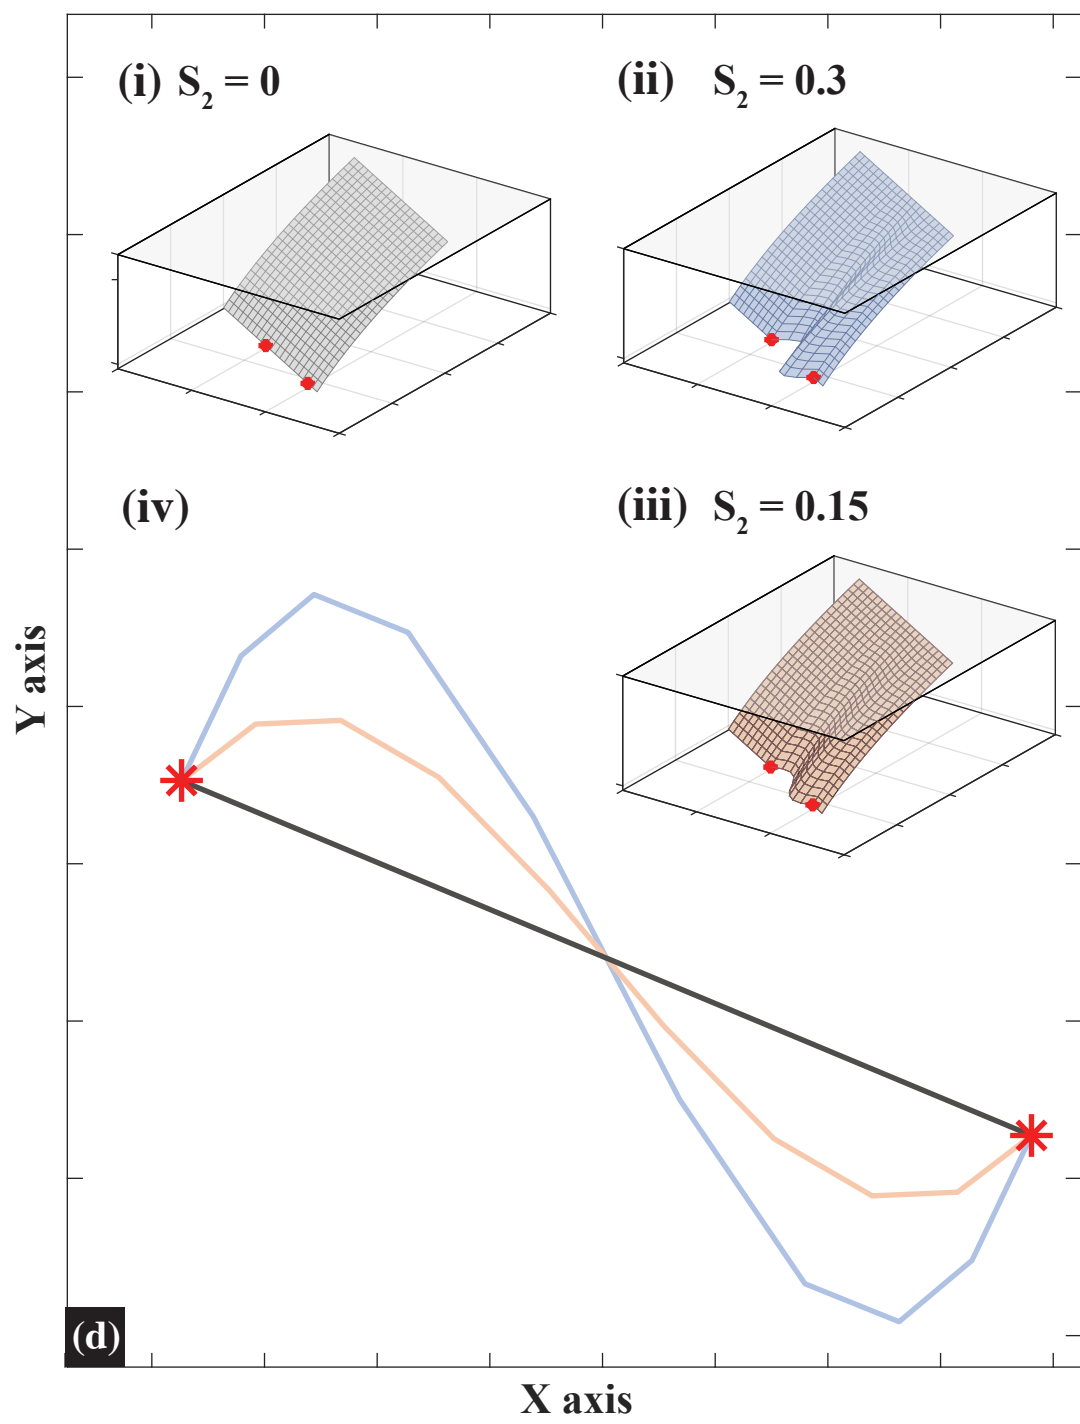 (i) S₂ = 0
(ii) S₂ = 0.3
(iv)
(iii) S₂ = 0.15
Y axis
(d)
X axis